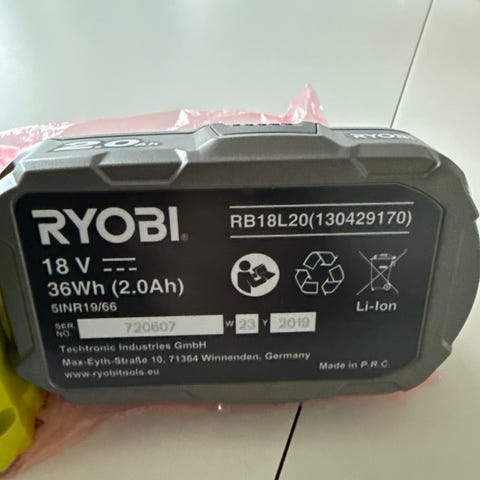 2.0Ah
RYOBI
RYOBI®
RB18L20(130429170)
18 V
36Wh (2.0Ah)
5INR19/66
Li-Ion
SER. NO: 720607 W 23 Y 2019
Techtronic Industries GmbH
Max-Eyth-Straße 10, 71364 Winnenden, Germany
www.ryobitools.eu
Made in P.R.C.